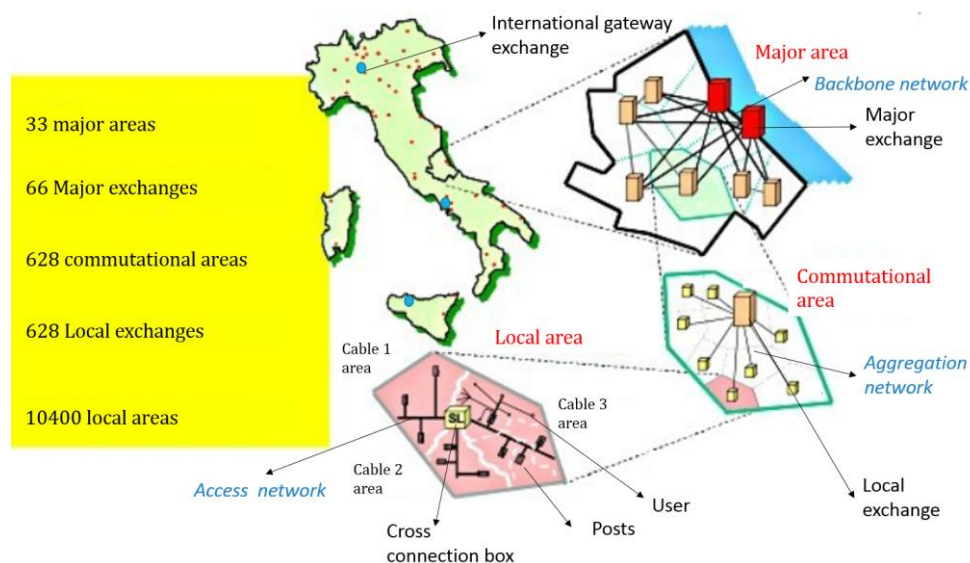 International gateway
exchange
Major area
Backbone network
Major
exchange
33 major areas
66 Major exchanges
628 commutational areas
628 Local exchanges
10400 local areas
Commutational
area
Aggregation
network
Local
exchange
Local area
Cable 1
area
Cable 3
area
SL
Cable 2
area
Access network
User
Posts
Cross
connection box